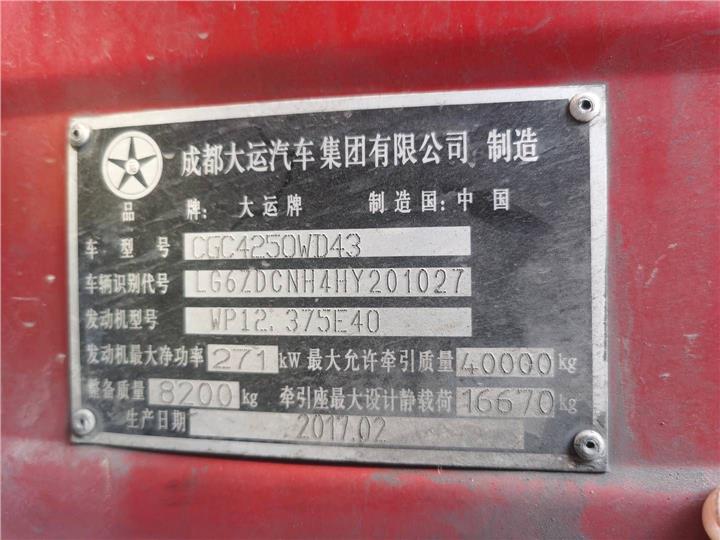 成都大运汽车集团有限公司 制造
品 牌: 大运牌 制造国: 中国
车 型 号 CGC4250WD43
车辆识别代号 LG6ZDCNH4HY201027
发动机型号 WP12.375E40
发动机最大净功率 271 kW 最大允许牵引质量 40000 kg
整备质量 8200 kg 牵引座最大设计静载荷 16670 kg
生产日期 2017.02